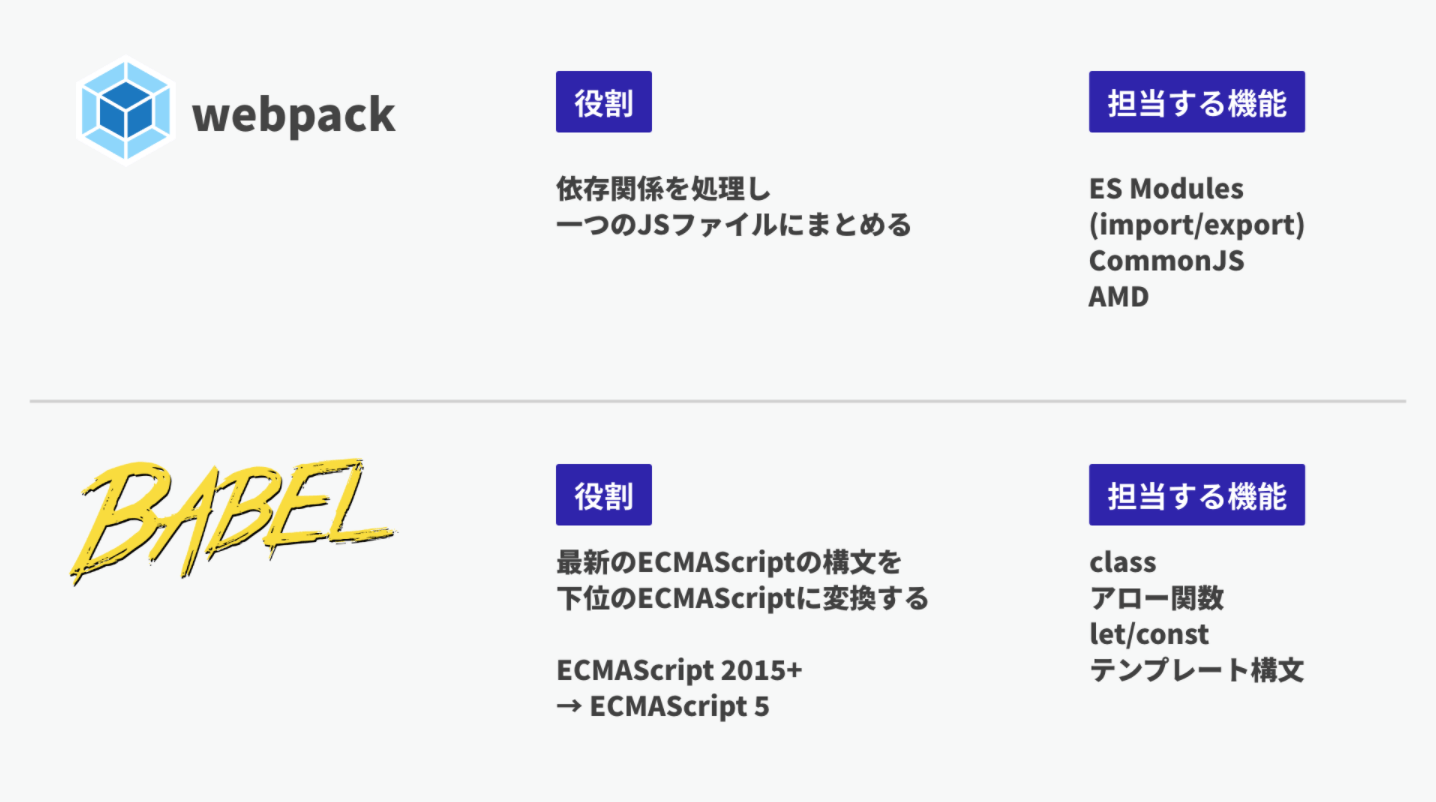 webpack
役割
依存関係を処理し
一つのJSファイルにまとめる
担当する機能
ES Modules
(import/export)
CommonJS
AMD
BABEL
役割
最新のECMAScriptの構文を
下位のECMAScriptに変換する
ECMAScript 2015+
→ ECMAScript 5
担当する機能
class
アロー関数
let/const
テンプレート構文